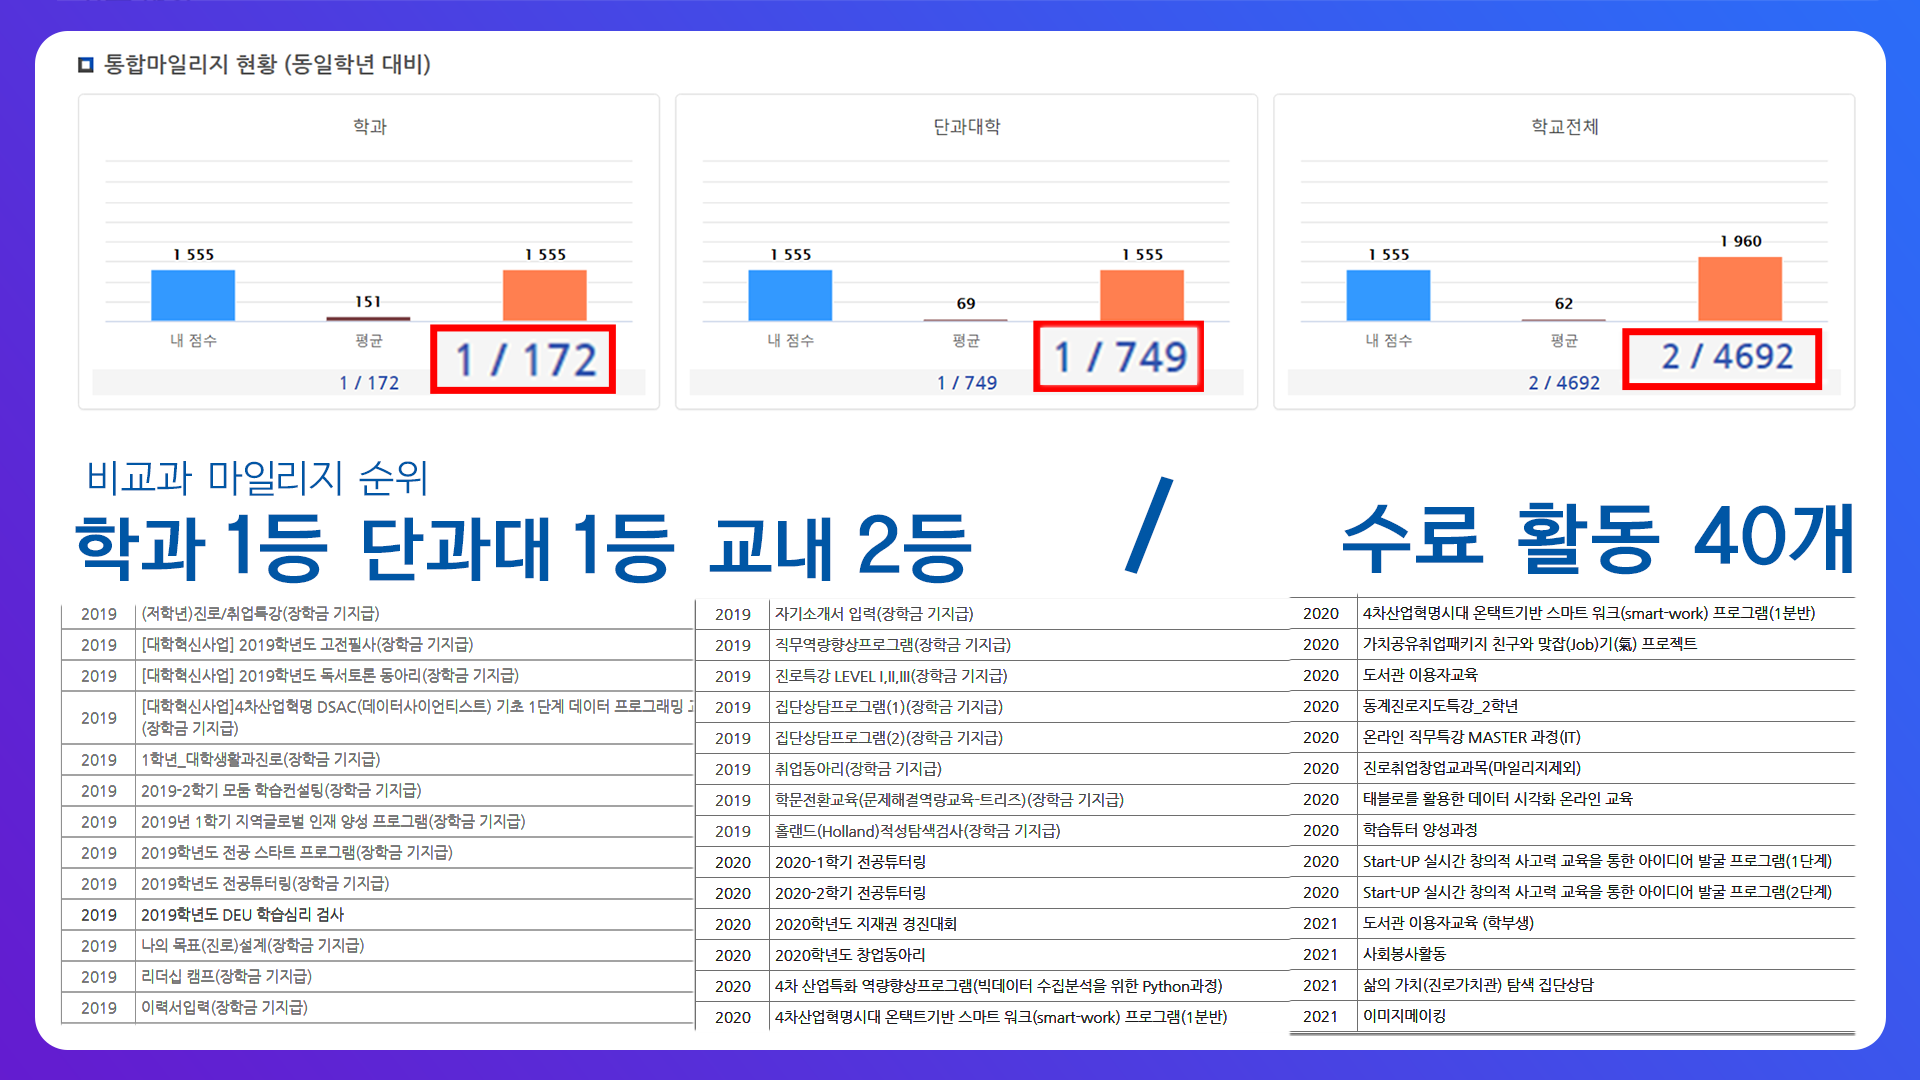 통합마일리지 현황 (동일학년 대비)
학과
1 555
151
1 555
내 점수
평균
1 / 172
1 / 172
단과대학
1 555
69
1 555
내 점수
평균
1 / 749
1 / 749
학교전체
1 555
62
1 960
내 점수
평균
2 / 4692
2 / 4692
비교과 마일리지 순위
학과 1등 단과대 1등 교내 2등 / 수료 활동 40개
2019 (저학년)진로/취업특강(장학금 기지급)
2019 [대학혁신사업] 2019학년도 고전필사(장학금 기지급)
2019 [대학혁신사업] 2019학년도 독서토론 동아리(장학금 기지급)
2019 [대학혁신사업]4차산업혁명 DSAC(데이터사이언티스트) 기초 1단계 데이터 프로그래밍
(장학금 기지급)
2019 1학년_대학생활과진로(장학금 기지급)
2019 2019-2학기 모둠 학습컨설팅(장학금 기지급)
2019 2019년 1학기 지역글로벌 인재 양성 프로그램(장학금 기지급)
2019 2019학년도 전공 스타트 프로그램(장학금 기지급)
2019 2019학년도 전공튜터링(장학금 기지급)
2019 2019학년도 DEU 학습심리 검사
2019 나의 목표(진로)설계(장학금 기지급)
2019 리더십 캠프(장학금 기지급)
2019 이력서입력(장학금 기지급)
2019 자기소개서 입력(장학금 기지급)
2019 직무역량향상프로그램(장학금 기지급)
2019 진로특강 LEVEL I,II,III(장학금 기지급)
2019 집단상담프로그램(1)(장학금 기지급)
2019 집단상담프로그램(2)(장학금 기지급)
2019 취업동아리(장학금 기지급)
2019 학문전환교육(문제해결역량교육-트리즈)(장학금 기지급)
2019 홀랜드(Holland)적성탐색검사(장학금 기지급)
2020 2020-1학기 전공튜터링
2020 2020-2학기 전공튜터링
2020 2020학년도 지재권 경진대회
2020 2020학년도 창업동아리
2020 4차 산업특화 역량향상프로그램(빅데이터 수집분석을 위한 Python과정)
2020 4차산업혁명시대 온택트기반 스마트 워크(smart-work) 프로그램(1분반)
2020 4차산업혁명시대 온택트기반 스마트 워크(smart-work) 프로그램(1분반)
2020 가치공유취업패키지 친구와 맞잡(Job)기(氣) 프로젝트
2020 도서관 이용자교육
2020 동계진로지도특강_2학년
2020 온라인 직무특강 MASTER 과정(IT)
2020 진로취업창업교과목(마일리지제외)
2020 태블로를 활용한 데이터 시각화 온라인 교육
2020 학습튜터 양성과정
2020 Start-UP 실시간 창의적 사고력 교육을 통한 아이디어 발굴 프로그램(1단계)
2020 Start-UP 실시간 창의적 사고력 교육을 통한 아이디어 발굴 프로그램(2단계)
2021 도서관 이용자교육 (학부생)
2021 사회봉사활동
2021 삶의 가치(진로가치관) 탐색 집단상담
2021 이미지메이킹